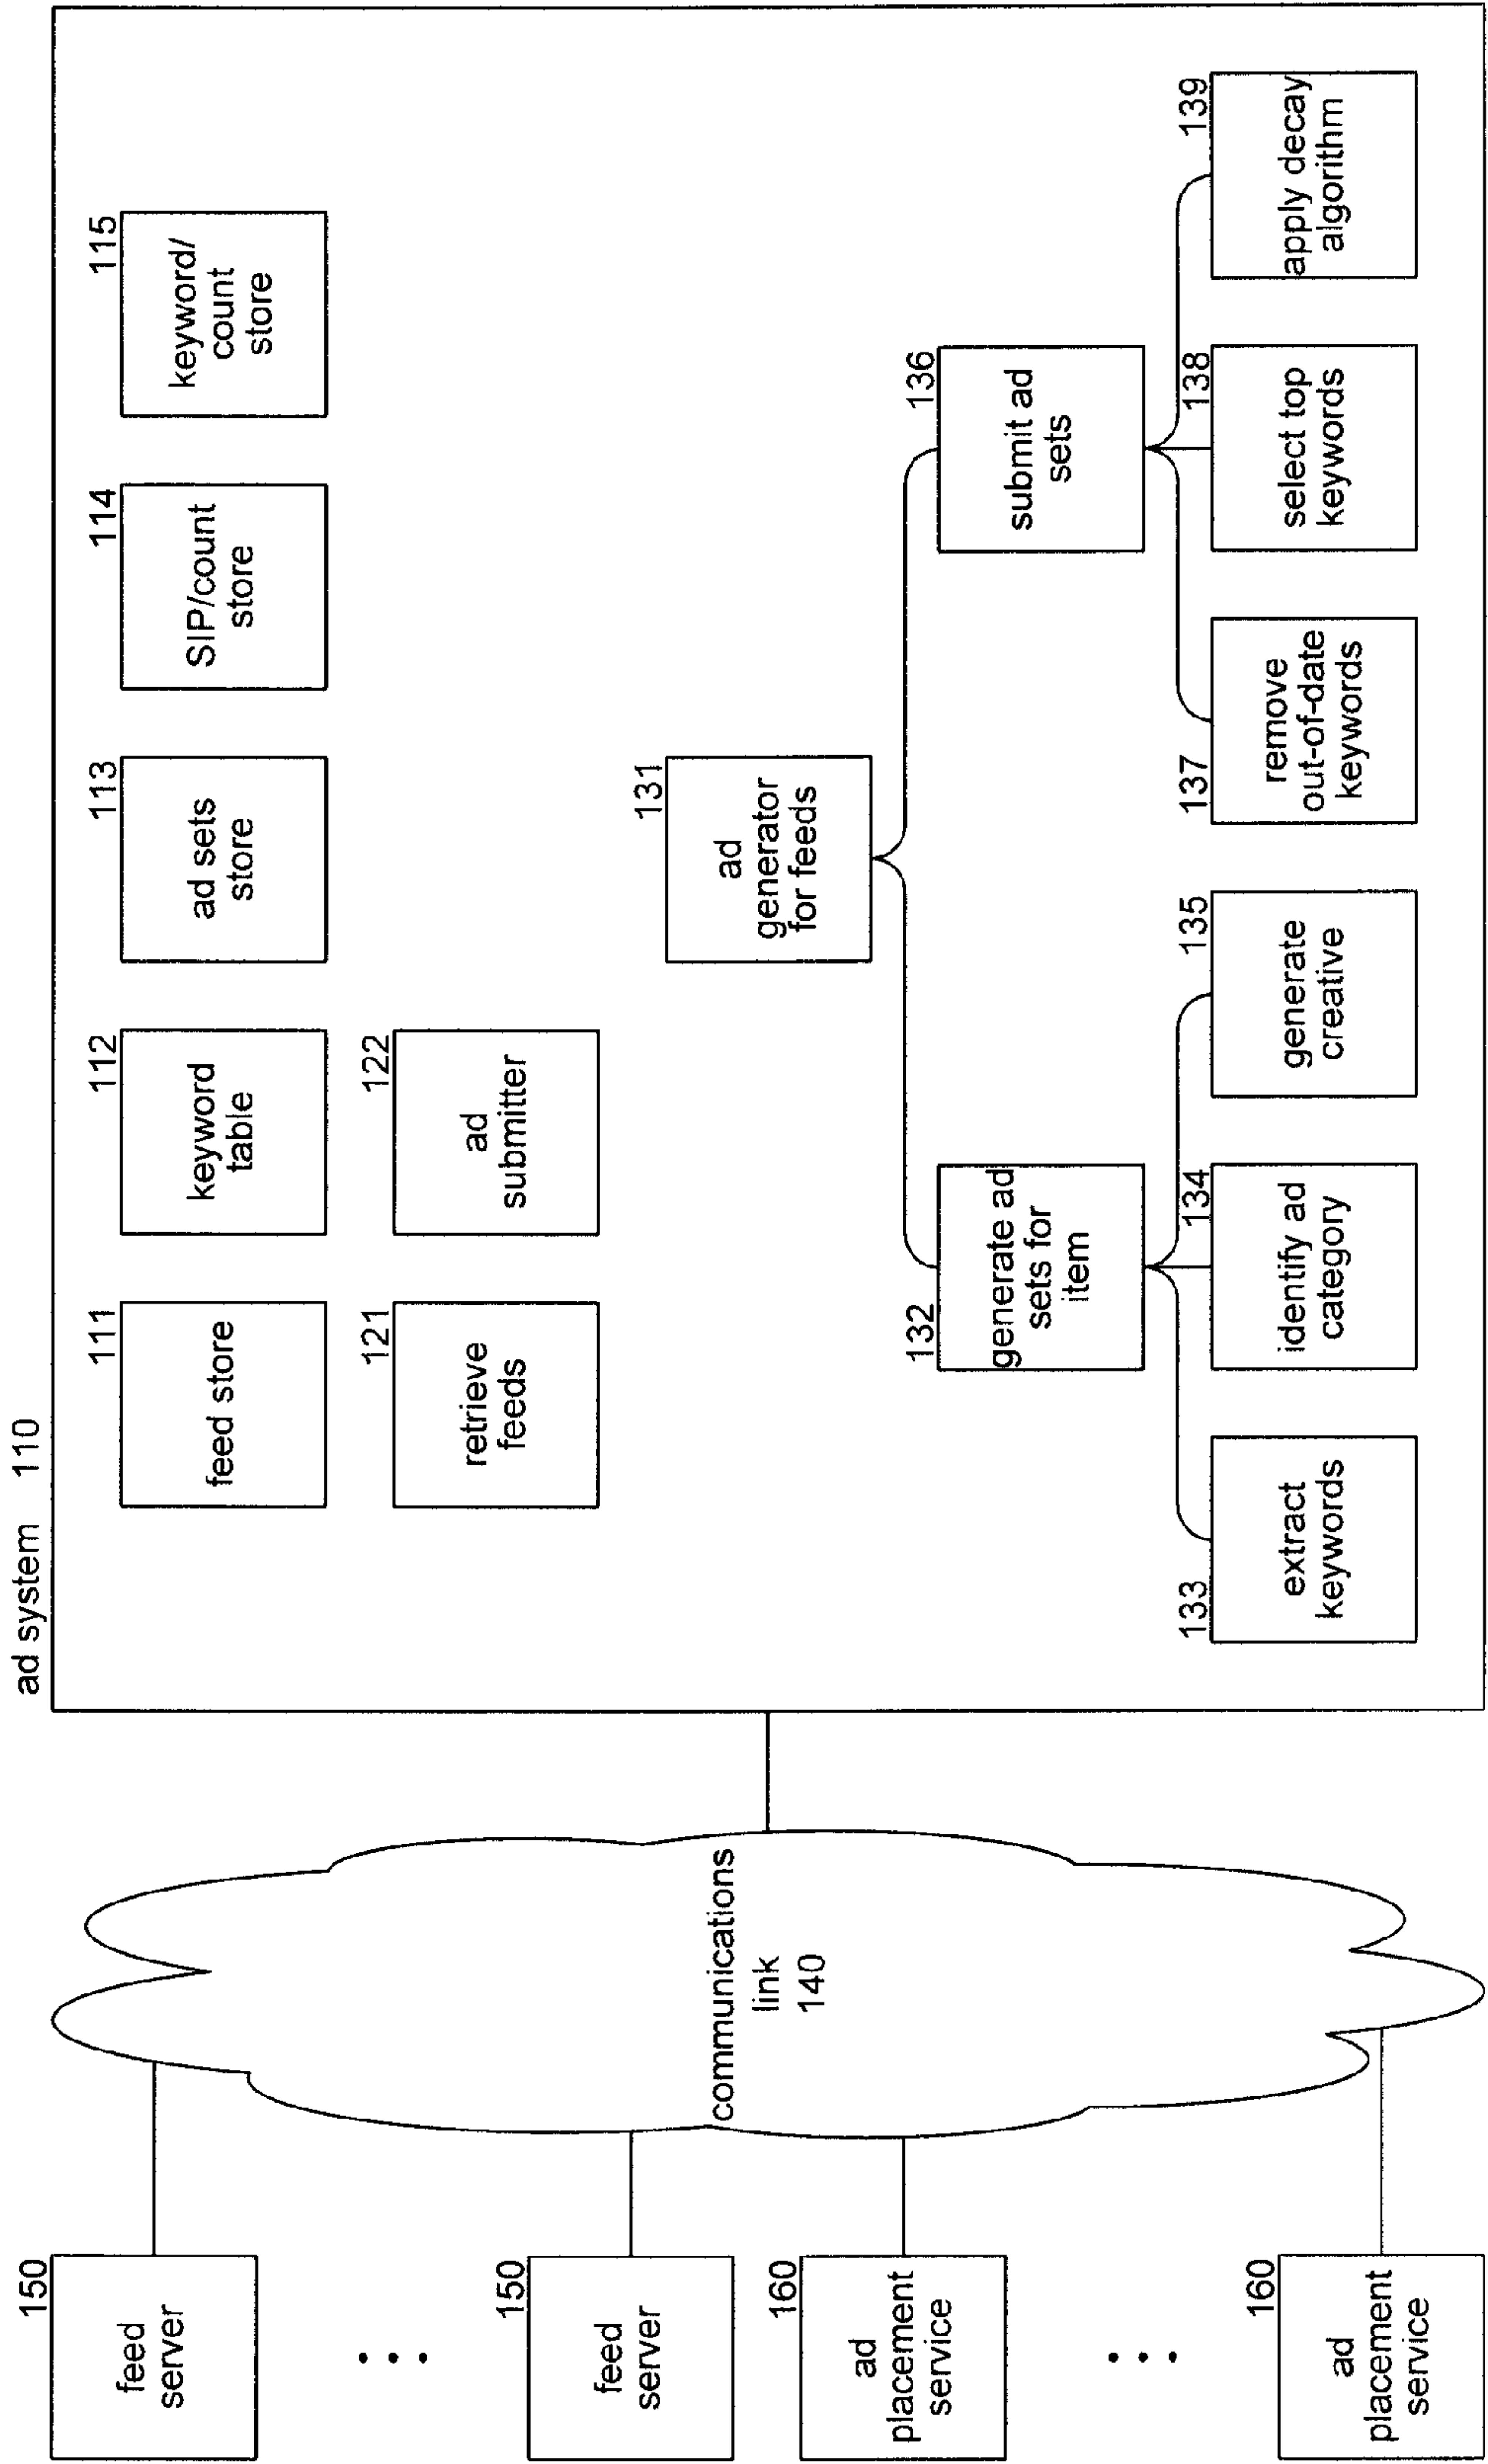 ad system 110
111
feed store
112
keyword
table
113
ad sets
store
114
SIP/count
store
115
keyword/
count
store
121
retrieve
feeds
122
ad
submitter
131
ad
generator
for feeds
132
generate ad
sets for
item
136
submit ad
sets
133
extract
keywords
134
identify ad
category
135
generate
creative
137
remove
out-of-date
keywords
138
select top
keywords
139
apply decay
algorithm
communications
link
140
150
feed
server
150
feed
server
160
ad
placement
service
160
ad
placement
service